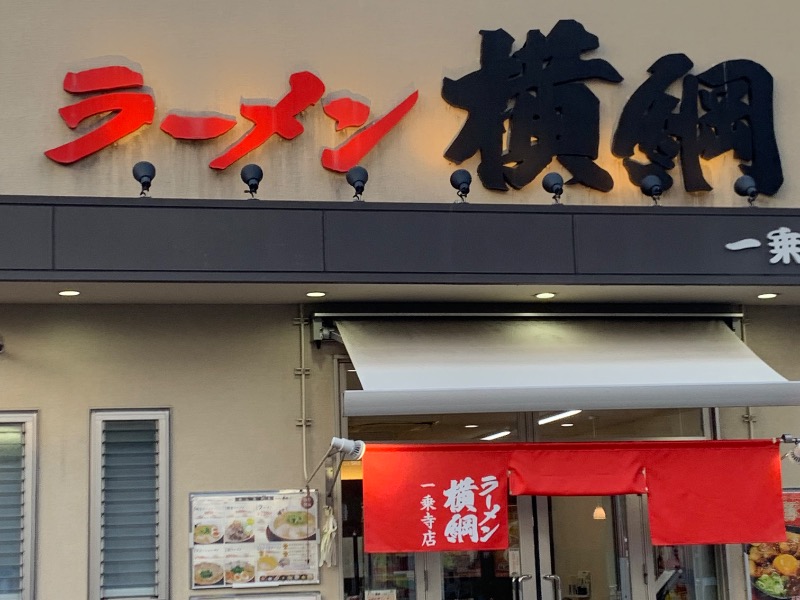 ラーメン 横綱
一乗
ラーメン
横綱
一乗寺店